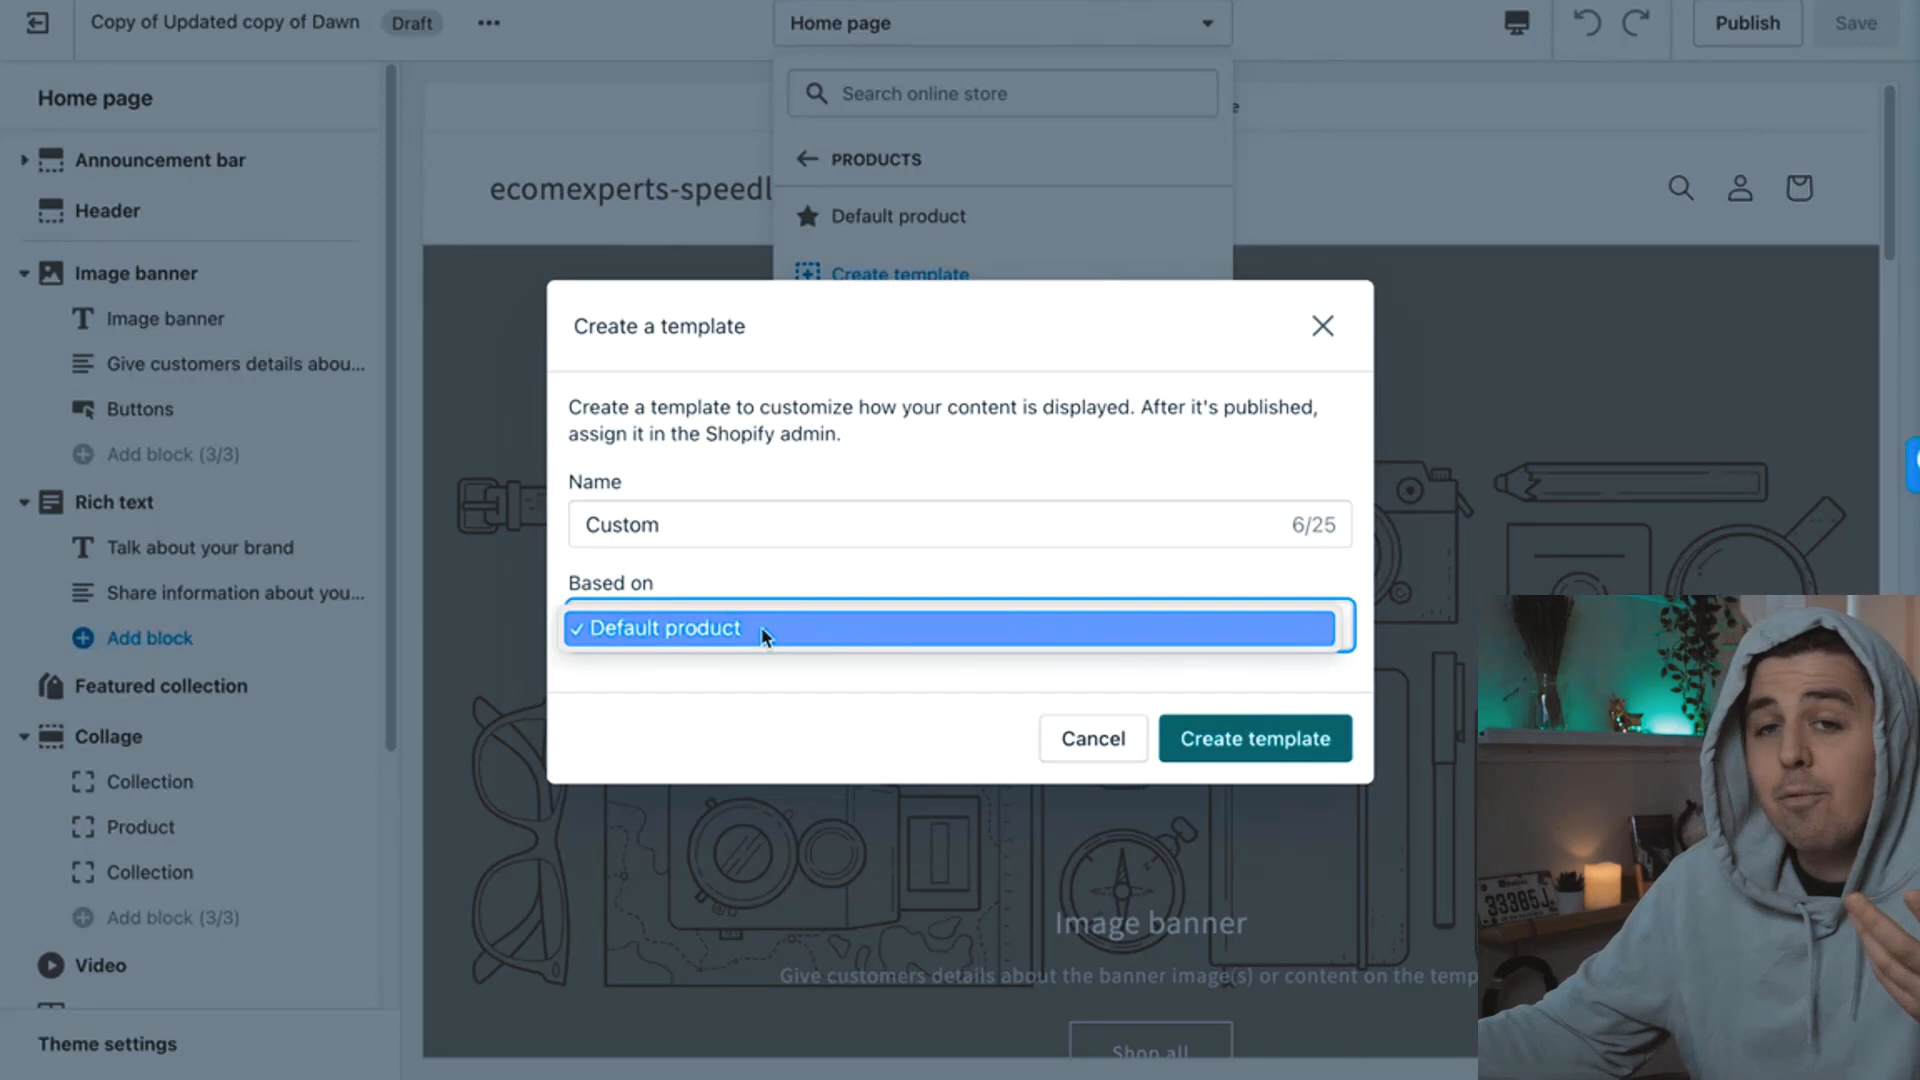 Copy of Updated copy of Dawn
Draft
Home page
Publish
Save
Home page
Announcement bar
Header
Image banner
Image banner
Give customers details abou...
Buttons
Add block (3/3)
Rich text
Talk about your brand
Share information about you...
Add block
Featured collection
Collage
Collection
Product
Collection
Add block (3/3)
Video
Theme settings
Search online store
PRODUCTS
Default product
Create template
ecomexperts-speedl
Create a template
Create a template to customize how your content is displayed. After it's published,
assign it in the Shopify admin.
Name
Custom
6/25
Based on
✓ Default product
Cancel
Create template
Image banner
Give customers details about the banner image(s) or content on the temp
Shop all
33385J